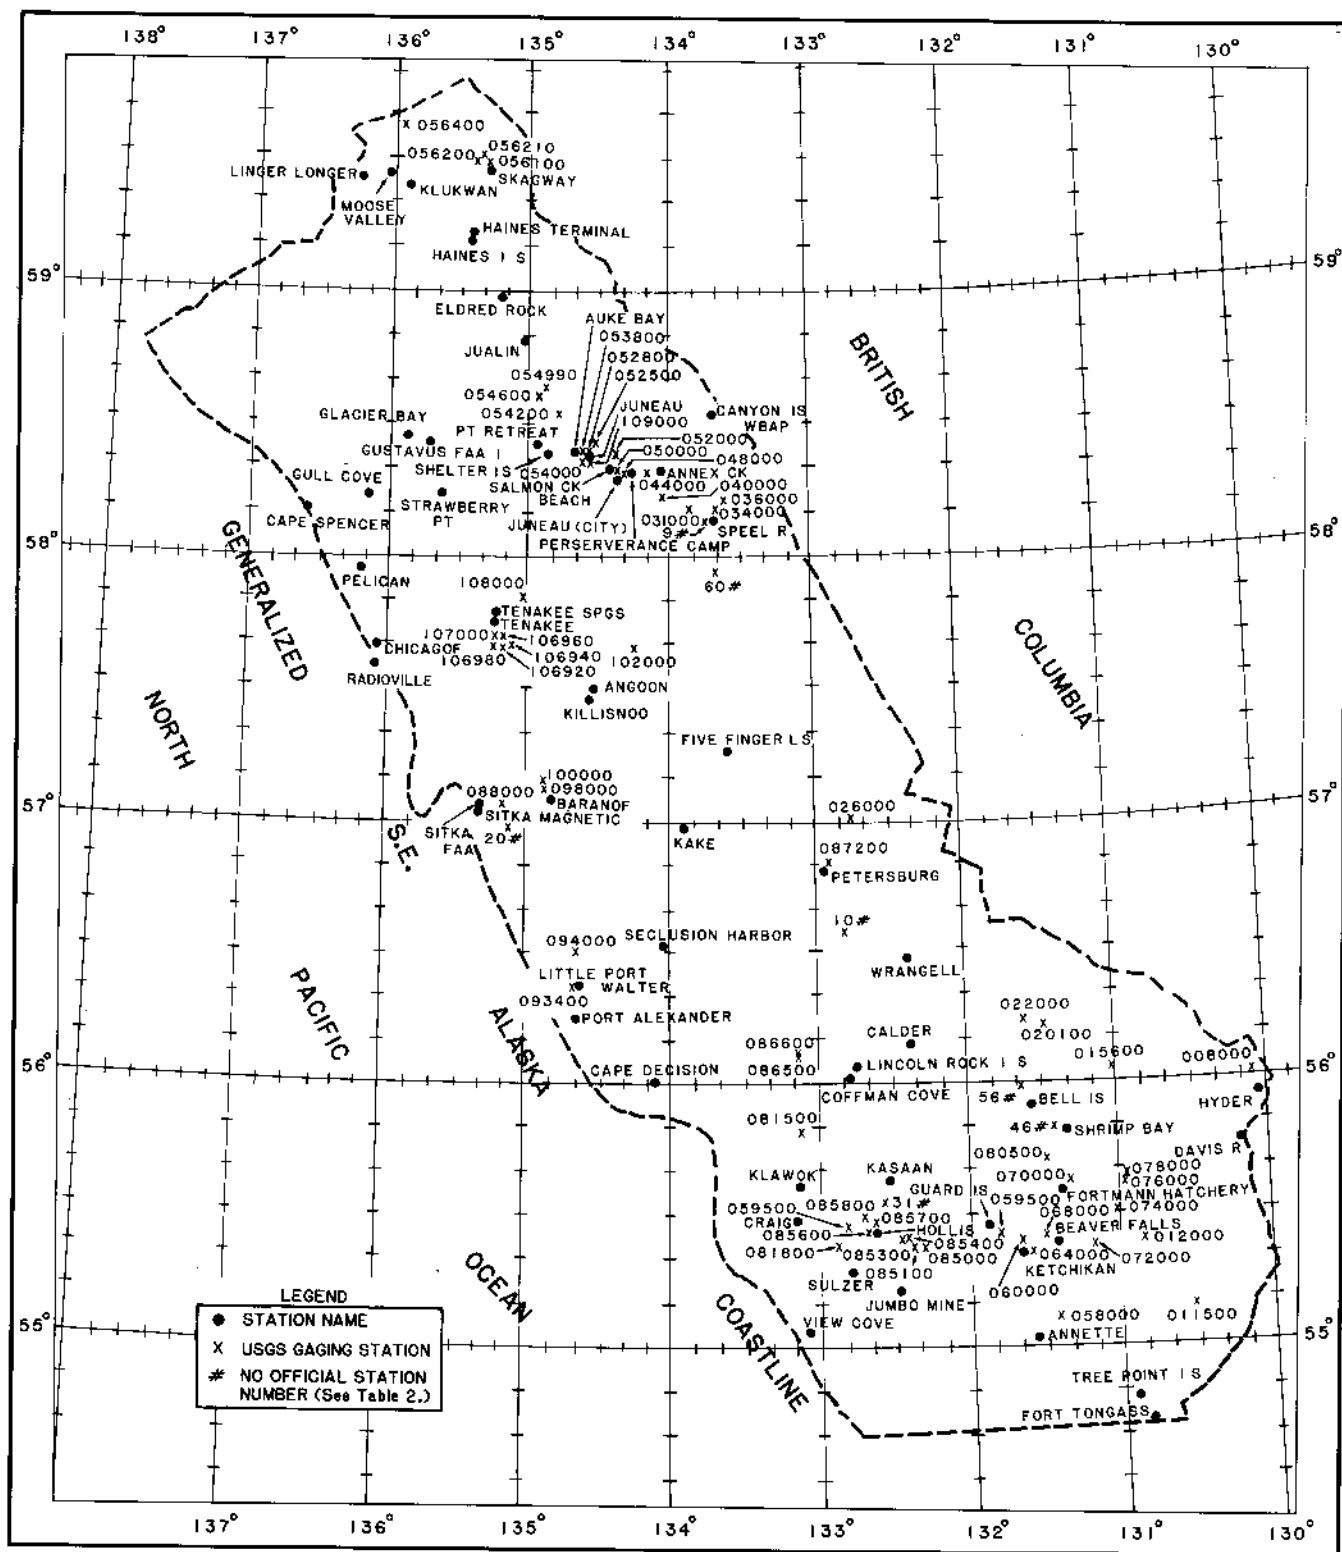 138° 137° 136° 135° 134° 133° 132° 131° 130°
056400
056210
056200
056100
LINGER LONGER
SKAGWAY
KLUKWAN
MOOSE
VALLEY
HAINES TERMINAL
HAINES I S
59° 59°
ELDRED ROCK
AUKE BAY
053800
JUALIN
052800
054990
052500
054600
JUNEAU
109000
GLACIER BAY
054200
CANYON IS
WBAP
PT RETREAT
052000
GUSTAVUS FAA I
050000
048000
SHELTER IS
054000
ANNEX CK
GULL COVE
SALMON CK
BEACH
044000
040000
036000
STRAWBERRY
PT
034000
CAPE SPENCER
JUNEAU (CITY)
031000
9#
SPEEL R
PERSERVERANCE CAMP
58° 58°
PELICAN
108000
60#
TENAKEE SPGS
TENAKEE
107000
106960
CHICAGOF
106940
102000
106980
106920
RADIOVILLE
ANGOON
KILLISNOO
FIVE FINGER LS
100000
088000
098000
BARANOF
57° 57°
SITKA MAGNETIC
SITKA
FAA
20#
026000
KAKE
087200
PETERSBURG
10#
094000
SECLUSION HARBOR
WRANGELL
LITTLE PORT
WALTER
093400
PORT ALEXANDER
022000
020100
CALDER
086600
015600
008000
56° 56°
086500
LINCOLN ROCK I S
CAPE DECISION
COFFMAN COVE
56#
BELL IS
HYDER
081500
46#
SHRIMP BAY
DAVIS R
080500
KLAWOK
KASAAN
070000
078000
076000
GUARD IS
FORTMANN HATCHERY
059500
085800
31#
059500
068000
074000
CRAIG
085700
HOLLIS
BEAVER FALLS
012000
085600
085400
064000
072000
081800
085300
085000
KETCHIKAN
SULZER
085100
060000
JUMBO MINE
058000
011500
VIEW COVE
ANNETTE
55° 55°
TREE POINT I S
FORT TONGASS
GENERALIZED
S.E.
ALASKA
COASTLINE
NORTH
PACIFIC
OCEAN
BRITISH
COLUMBIA
LEGEND
STATION NAME
X USGS GAGING STATION
# NO OFFICIAL STATION
NUMBER (See Table 2.)
137° 136° 135° 134° 133° 132° 131° 130°